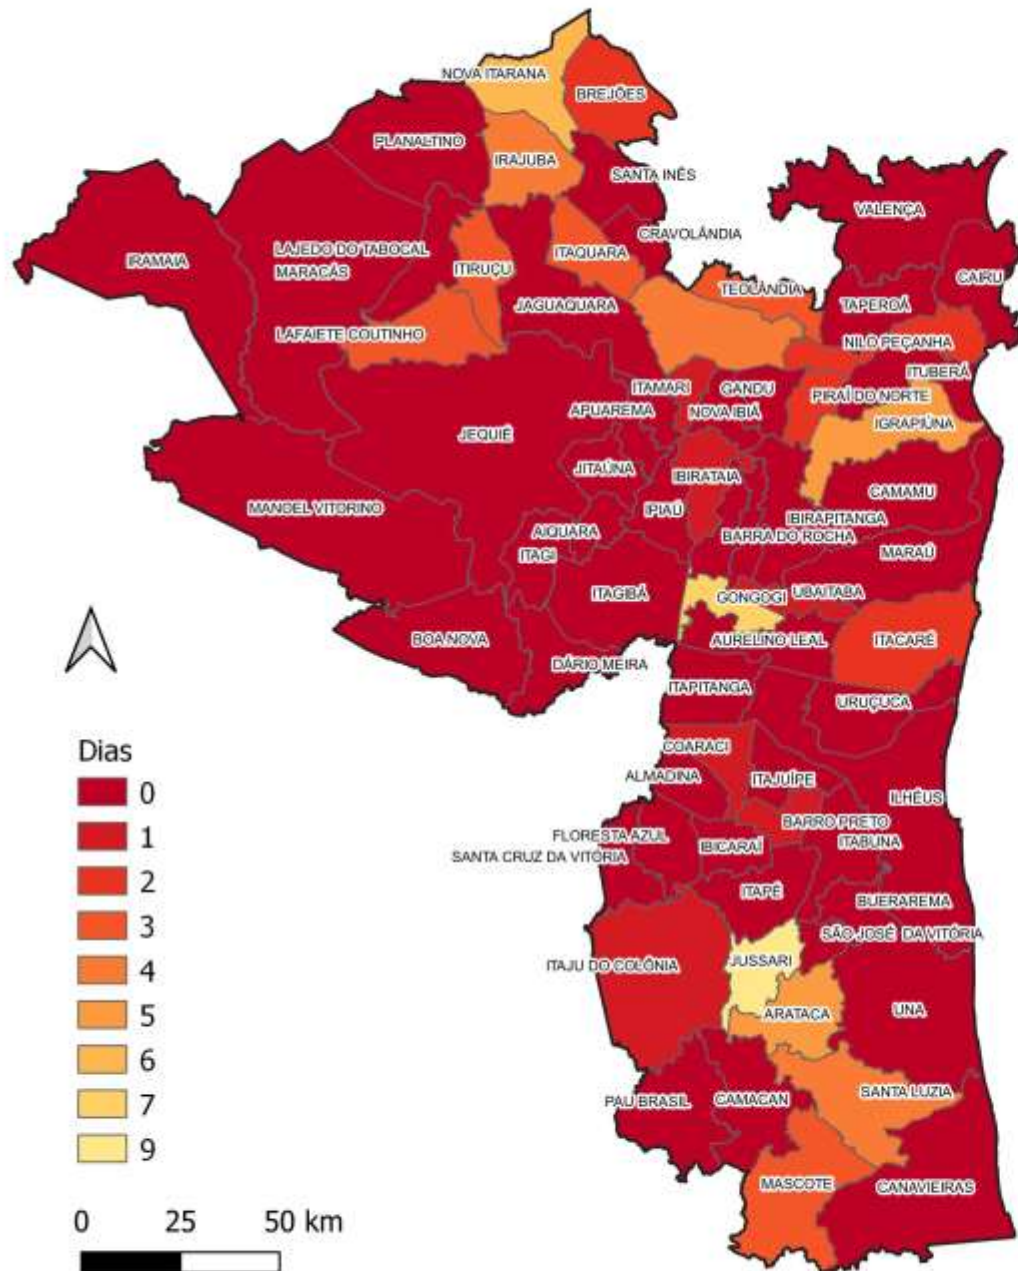 NOVA ITARANA
BREJÕES
PLANALTINO
IRAJUBA
SANTA INÊS
VALENÇA
CRAVOLÂNDIA
LAJEDO DO TABOCAL
ITAQUARA
IRAMAIA
MARACÁS
ITIRUÇU
CAIRU
TEOLÂNDIA
TAPEROÁ
JAGUAQUARA
LAFAIETE COUTINHO
NILO PEÇANHA
ITUBERÁ
ITAMARI
GANDU
PIRAÍ DO NORTE
APUAREMA
NOVA IBIÁ
IGRAPIÚNA
JEQUIÉ
JITAÚNA
IBIRATAIA
CAMAMU
MANOEL VITORINO
IPIAÚ
IBIRAPITANGA
AIQUARA
BARRA DO ROCHA
ITAGI
MARAÚ
ITAGIBÁ
GONGOGI
UBAITABA
BOA NOVA
AURELINO LEAL
ITACARÉ
DÁRIO MEIRA
ITAPITANGA
URUÇUCA
COARACI
ALMADINA
ITAJUÍPE
ILHÉUS
BARRO PRETO
FLORESTA AZUL
IBICARAÍ
ITABUNA
SANTA CRUZ DA VITÓRIA
ITAPÉ
BUERAREMA
SÃO JOSÉ DA VITÓRIA
ITAJU DO COLÔNIA
JUSSARI
ARATACA
UNA
PAU BRASIL
CAMACAN
SANTA LUZIA
MASCOTE
CANAVIEIRAS
Dias
0
1
2
3
4
5
6
7
9
0 25 50 km